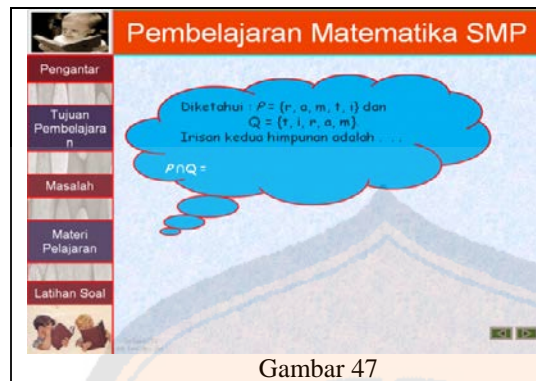 Pembelajaran Matematika SMP
Pengantar
Tujuan
Pembelajara
n
Masalah
Materi
Pelajaran
Latihan Soal
Diketahui : P = {r, a, m, t, i} dan
Q = {t, i, r, a, m}.
Irisan kedua himpunan adalah . . .
P∩Q =
Gambar 47